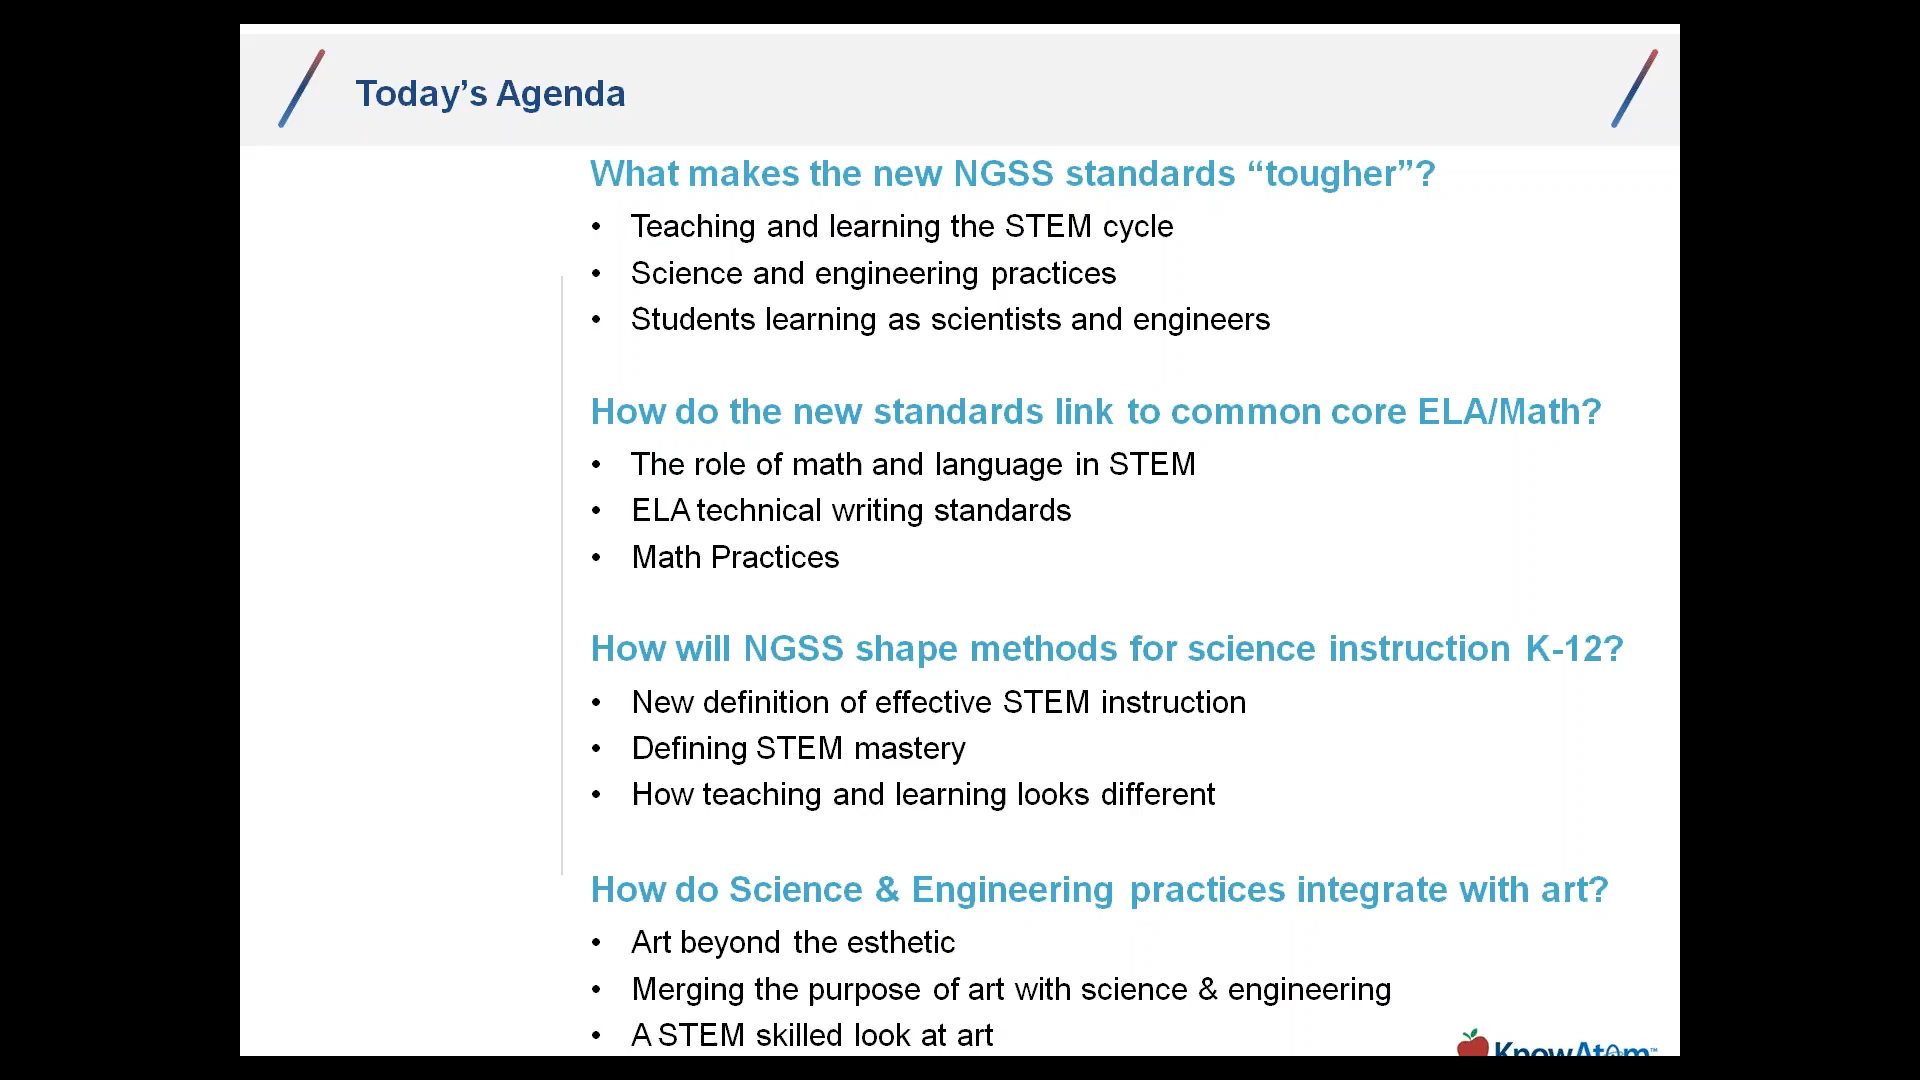 Today’s Agenda
What makes the new NGSS standards “tougher”?
• Teaching and learning the STEM cycle
• Science and engineering practices
• Students learning as scientists and engineers
How do the new standards link to common core ELA/Math?
• The role of math and language in STEM
• ELA technical writing standards
• Math Practices
How will NGSS shape methods for science instruction K-12?
• New definition of effective STEM instruction
• Defining STEM mastery
• How teaching and learning looks different
How do Science & Engineering practices integrate with art?
• Art beyond the esthetic
• Merging the purpose of art with science & engineering
• A STEM skilled look at art
KnowAtom™